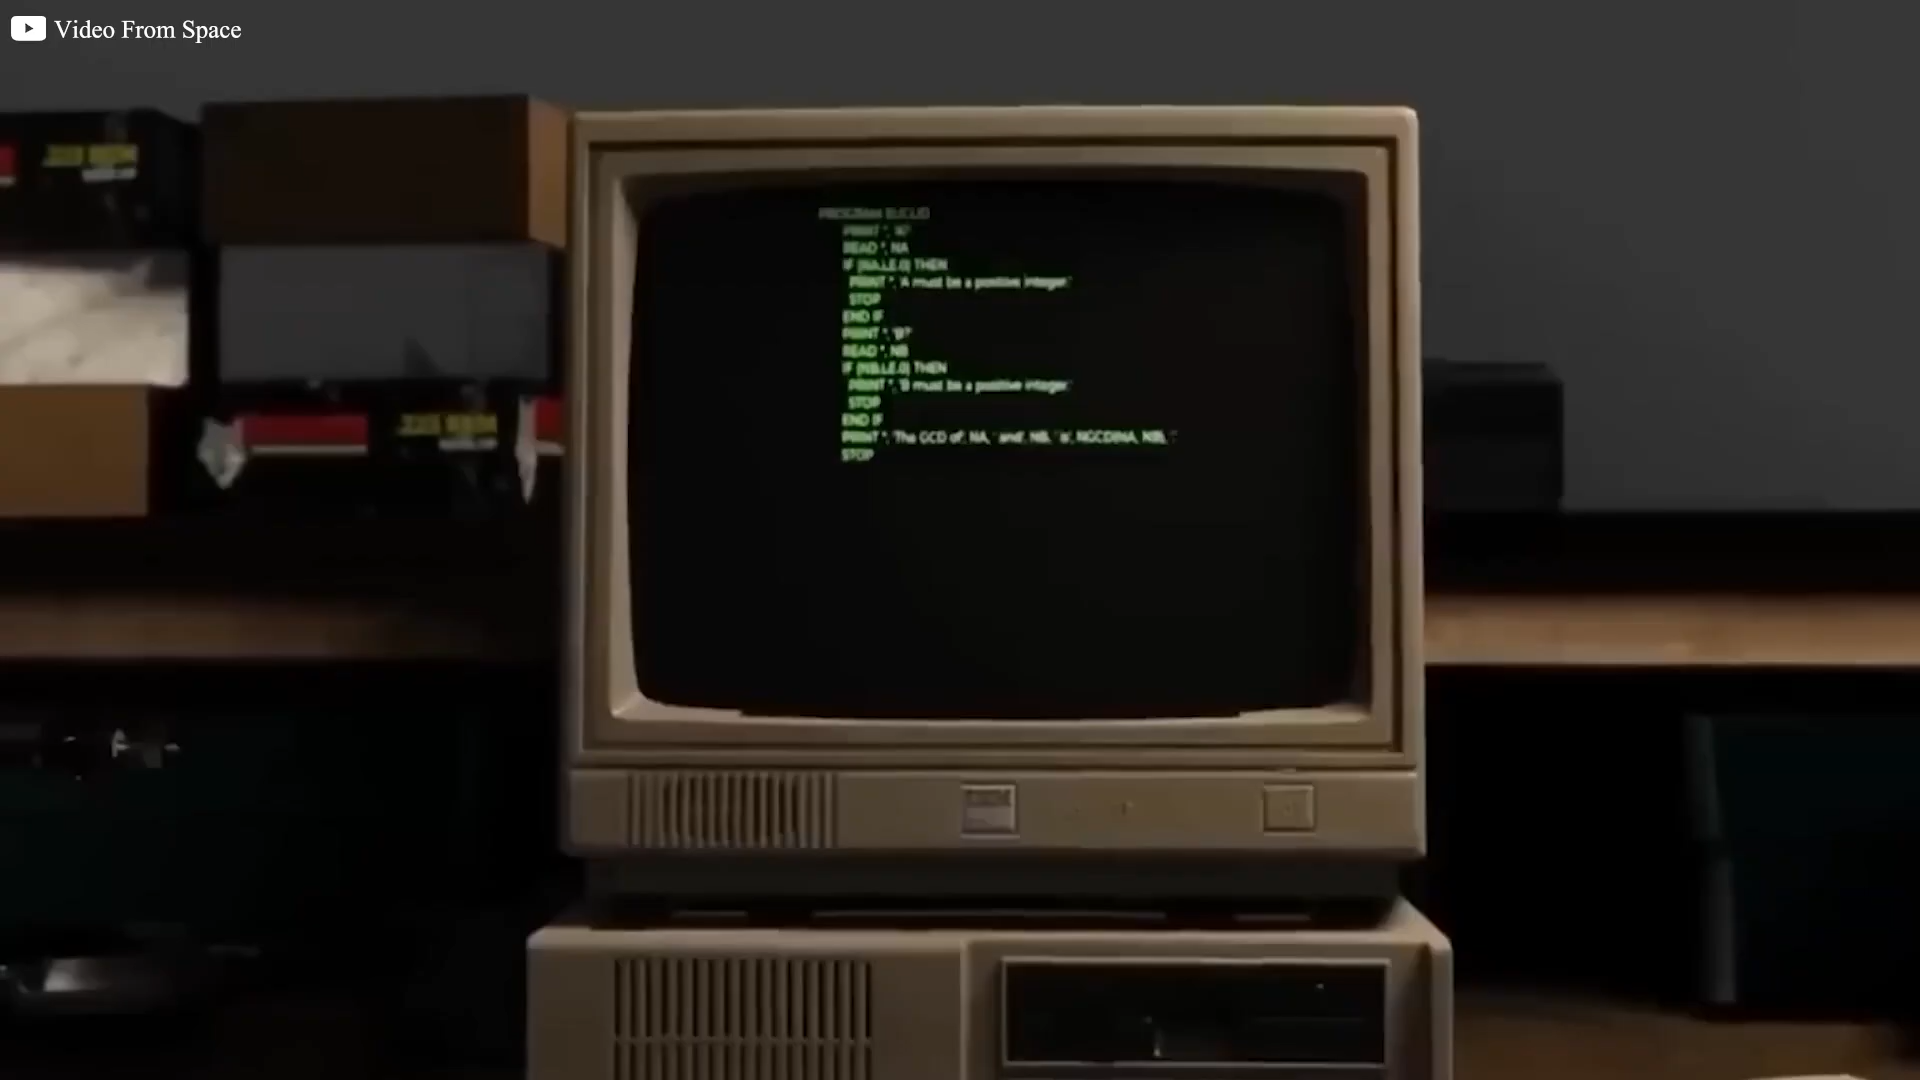 Video From Space
PROGRAM EUCLID
PRINT *, 'A?'
READ *, NA
IF (NA.LE.0) THEN
PRINT *, 'A must be a positive integer.'
STOP
END IF
PRINT *, 'B?'
READ *, NB
IF (NB.LE.0) THEN
PRINT *, 'B must be a positive integer.'
STOP
END IF
PRINT *, 'The GCD of', NA, ' and', NB, ' is', NGCD(NA, NB), '.'
STOP